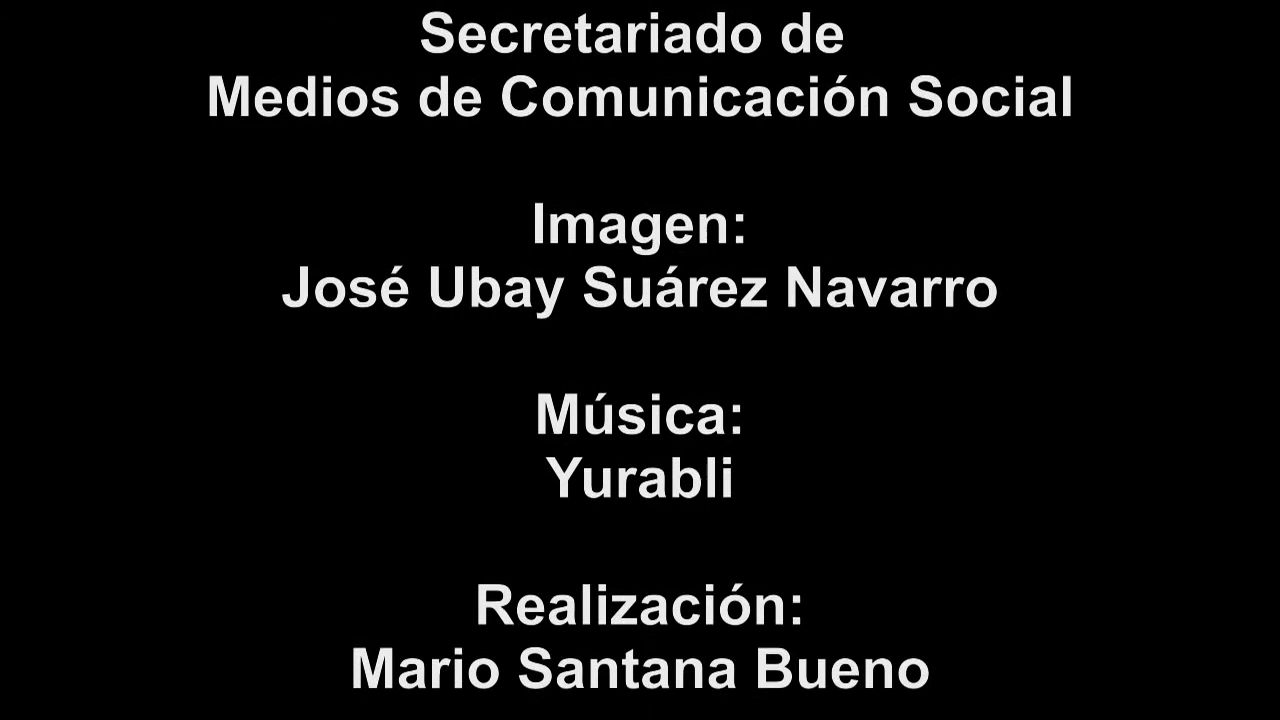 Secretariado de
Medios de Comunicación Social
Imagen:
José Ubay Suárez Navarro
Música:
Yurabli
Realización:
Mario Santana Bueno